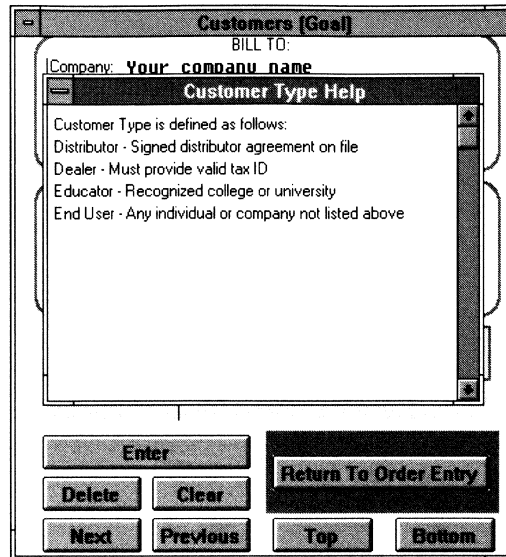 Customers (Goal)
BILL TO:
Company: Your company name
Customer Type Help
Customer Type is defined as follows:
Distributor - Signed distributor agreement on file
Dealer - Must provide valid tax ID
Educator - Recognized college or university
End User - Any individual or company not listed above
Enter
Return To Order Entry
Delete
Clear
Next
Previous
Top
Bottom